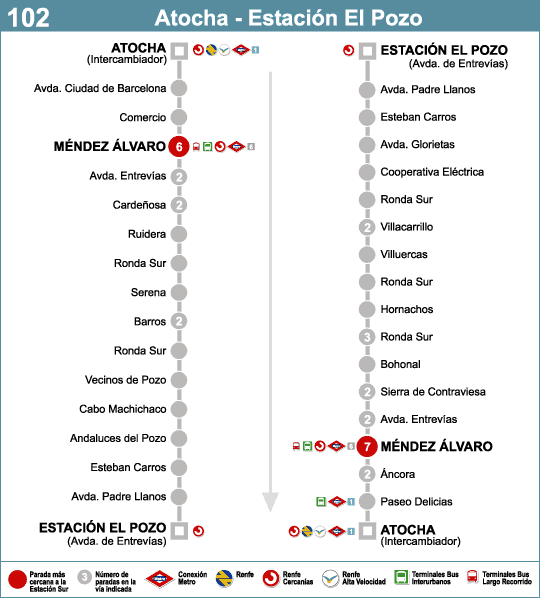 102
Atocha - Estación El Pozo
ATOCHA
(Intercambiador)
1
Avda. Ciudad de Barcelona
Comercio
MÉNDEZ ÁLVARO
6
6
Avda. Entrevías
2
Cardeñosa
2
Ruidera
Ronda Sur
Serena
Barros
2
Ronda Sur
Vecinos de Pozo
Cabo Machichaco
Andaluces del Pozo
Esteban Carros
Avda. Padre Llanos
ESTACIÓN EL POZO
(Avda. de Entrevías)
ESTACIÓN EL POZO
(Avda. de Entrevías)
Avda. Padre Llanos
Esteban Carros
Avda. Glorietas
Cooperativa Eléctrica
Ronda Sur
2
Villacarrillo
Villuercas
Ronda Sur
Hornachos
3
Ronda Sur
Bohonal
2
Sierra de Contraviesa
2
Avda. Entrevías
6
7
MÉNDEZ ÁLVARO
2
Áncora
1
Paseo Delicias
1
ATOCHA
(Intercambiador)
Parada más
cercana a la
Estación Sur
3
Número de
paradas en la
vía indicada
Conexión
Metro
Renfe
Renfe
Cercanías
Renfe
Alta Velocidad
Terminales Bus
Interurbanos
Terminales Bus
Largo Recorrido